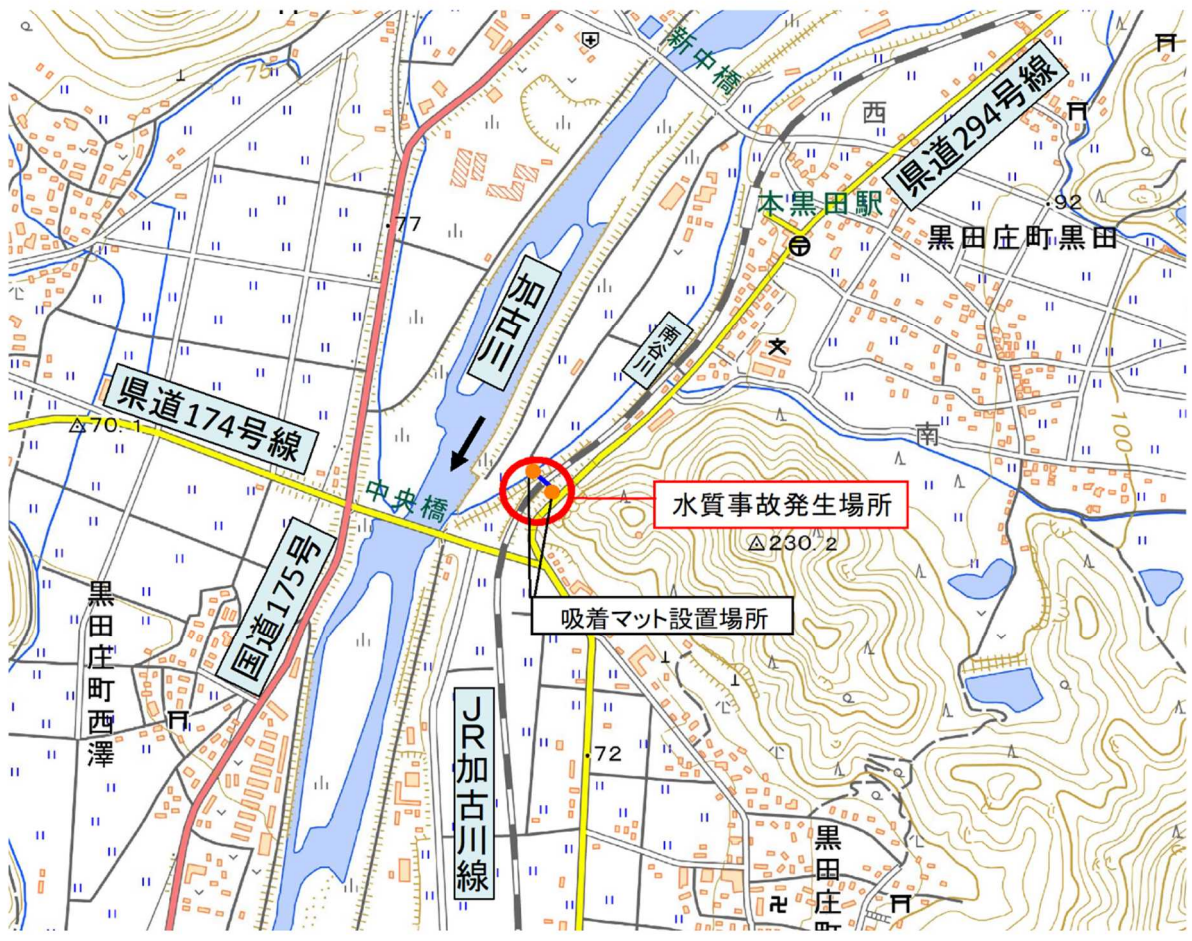 新中橋
75
西
県道294号線
本黒田駅
92
77
黒田庄町黒田
加古川
南谷川
県道174号線
70.1
100
南
中央橋
水質事故発生場所
230.2
国道175号
黒田庄町西澤
吸着マット設置場所
JR加古川線
72
黒田庄町